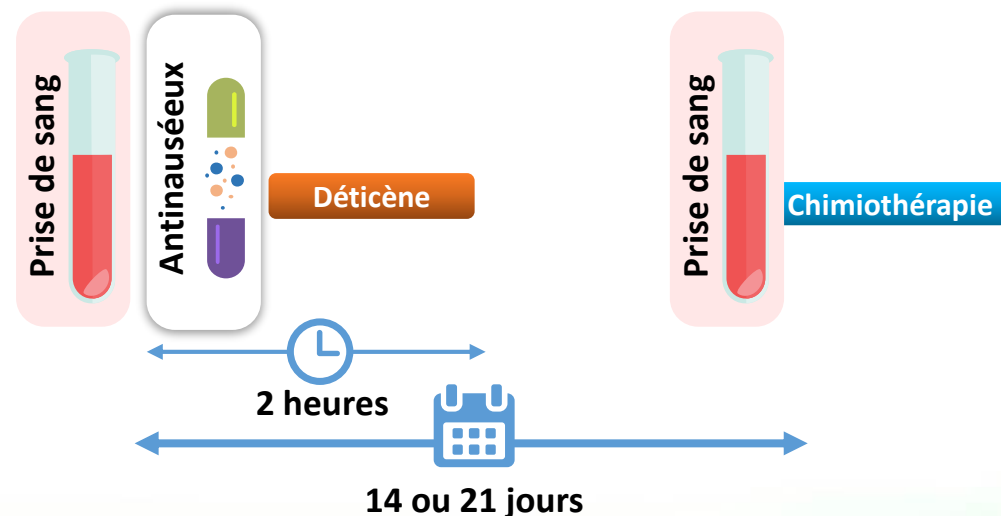 Prise de sang
Antinauséeux
Déticène
Prise de sang
Chimiothérapie
2 heures
14 ou 21 jours